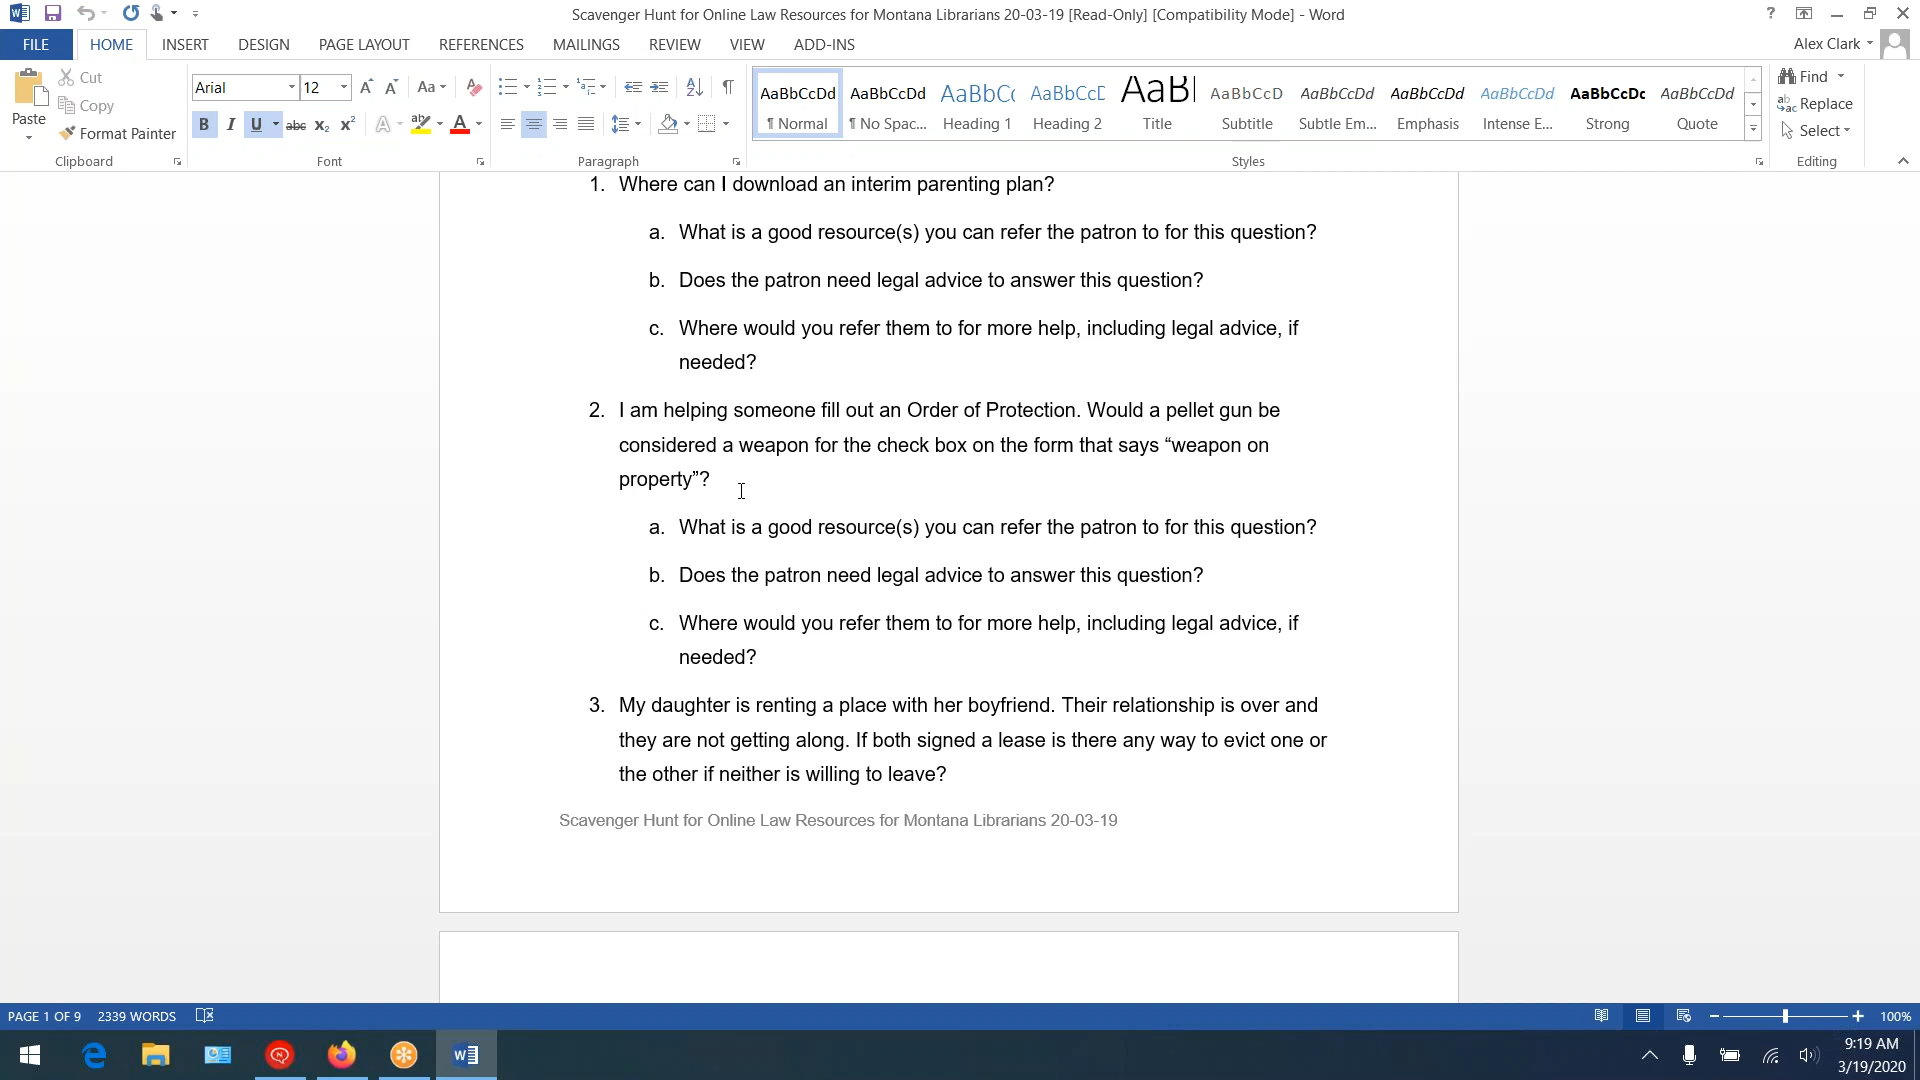 Scavenger Hunt for Online Law Resources for Montana Librarians 20-03-19 [Read-Only] [Compatibility Mode] - Word
FILE HOME INSERT DESIGN PAGE LAYOUT REFERENCES MAILINGS REVIEW VIEW ADD-INS Alex Clark
Paste
Cut
Copy
Format Painter
Clipboard
Arial 12
Font
Paragraph
AaBbCcDd AaBbCcDd AaBbC( AaBbCcE AaB AaBbCcD AaBbCcDd AaBbCcDd AaBbCcDd AaBbCcDc AaBbCcDd
¶ Normal ¶ No Spac... Heading 1 Heading 2 Title Subtitle Subtle Em... Emphasis Intense E... Strong Quote
Styles
Find
Replace
Select
Editing
1. Where can I download an interim parenting plan?
a. What is a good resource(s) you can refer the patron to for this question?
b. Does the patron need legal advice to answer this question?
c. Where would you refer them to for more help, including legal advice, if
needed?
2. I am helping someone fill out an Order of Protection. Would a pellet gun be
considered a weapon for the check box on the form that says “weapon on
property”?
a. What is a good resource(s) you can refer the patron to for this question?
b. Does the patron need legal advice to answer this question?
c. Where would you refer them to for more help, including legal advice, if
needed?
3. My daughter is renting a place with her boyfriend. Their relationship is over and
they are not getting along. If both signed a lease is there any way to evict one or
the other if neither is willing to leave?
Scavenger Hunt for Online Law Resources for Montana Librarians 20-03-19
PAGE 1 OF 9 2339 WORDS 100%
9:19 AM
3/19/2020